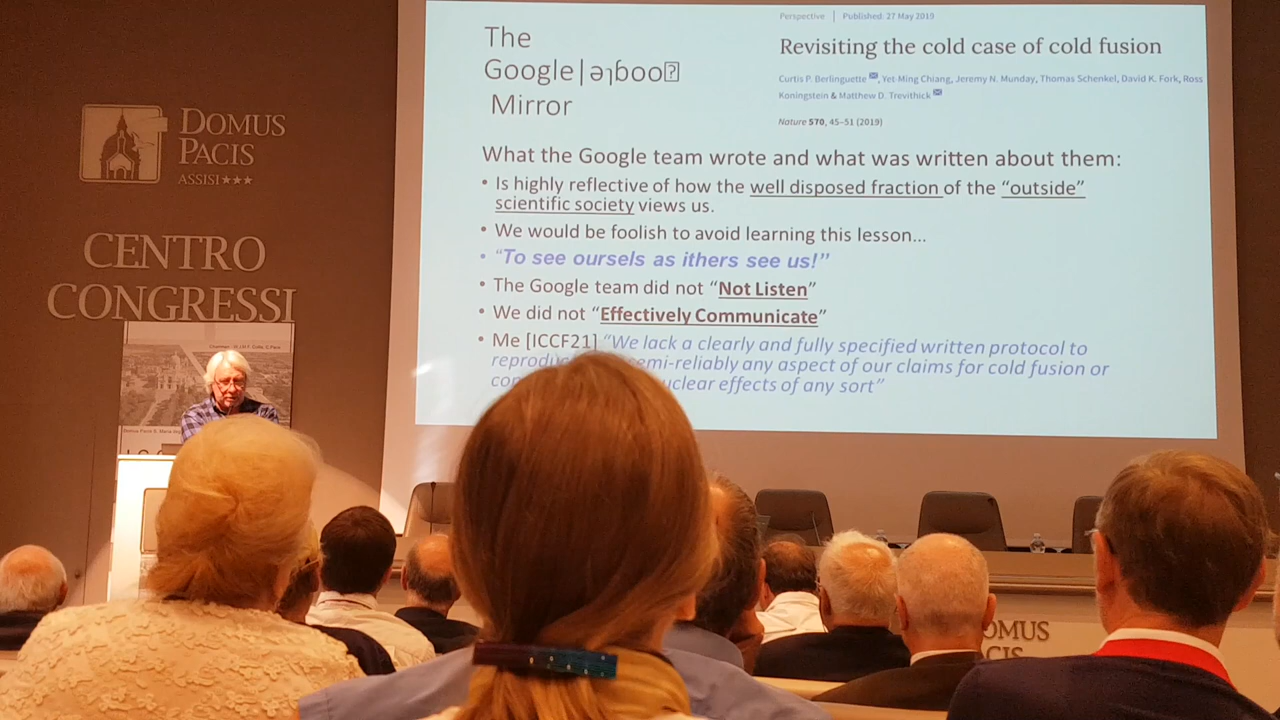 DOMUS
PACIS
ASSISI★★★
CENTRO
CONGRESSI
The
Google|ǝɿɓoo⍰
Mirror
Perspective | Published: 27 May 2019
Revisiting the cold case of cold fusion
Curtis P. Berlinguette, Yet-Ming Chiang, Jeremy N. Munday, Thomas Schenkel, David K. Fork, Ross
Koningstein & Matthew D. Trevithick
Nature 570, 45–51 (2019)
What the Google team wrote and what was written about them:
• Is highly reflective of how the well disposed fraction of the “outside”
scientific society views us.
• We would be foolish to avoid learning this lesson...
• “To see oursels as ithers see us!”
• The Google team did not “Not Listen”
• We did not “Effectively Communicate”
• Me [ICCF21] “We lack a clearly and fully specified written protocol to
emi-reliably any aspect of our claims for cold fusion or
uclear effects of any sort”
OMUS
CIS